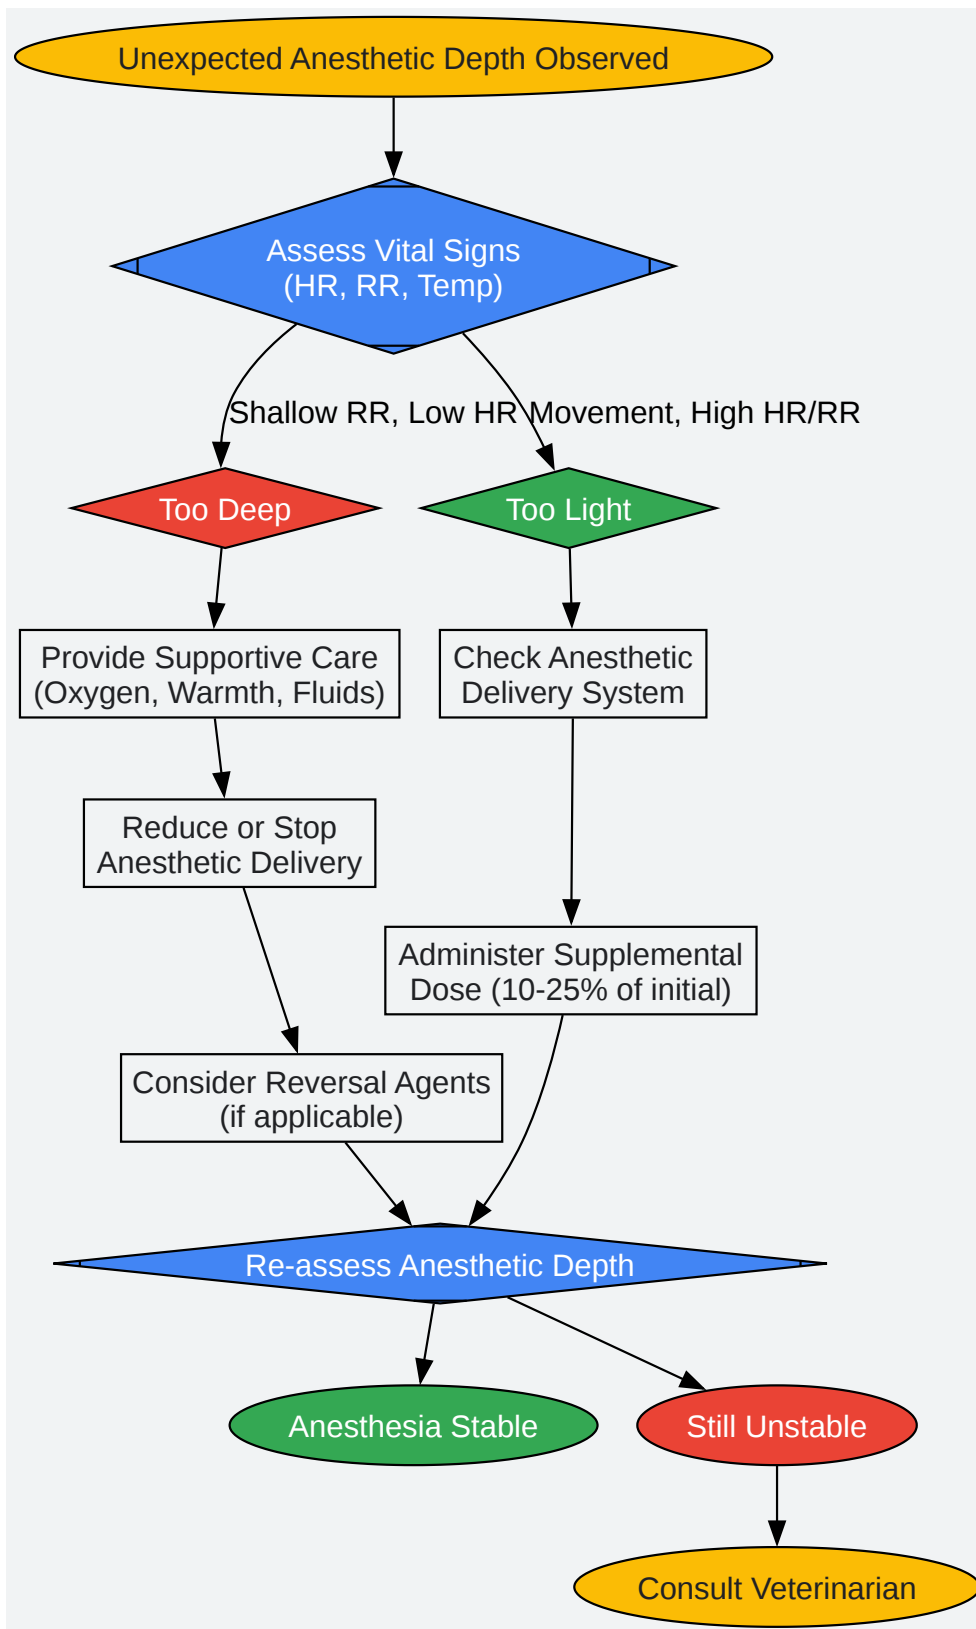 Unexpected Anesthetic Depth Observed
Assess Vital Signs
(HR, RR, Temp)
Shallow RR, Low HR
Movement, High HR/RR
Too Deep
Too Light
Provide Supportive Care
(Oxygen, Warmth, Fluids)
Check Anesthetic
Delivery System
Reduce or Stop
Anesthetic Delivery
Administer Supplemental
Dose (10-25% of initial)
Consider Reversal Agents
(if applicable)
Re-assess Anesthetic Depth
Anesthesia Stable
Still Unstable
Consult Veterinarian